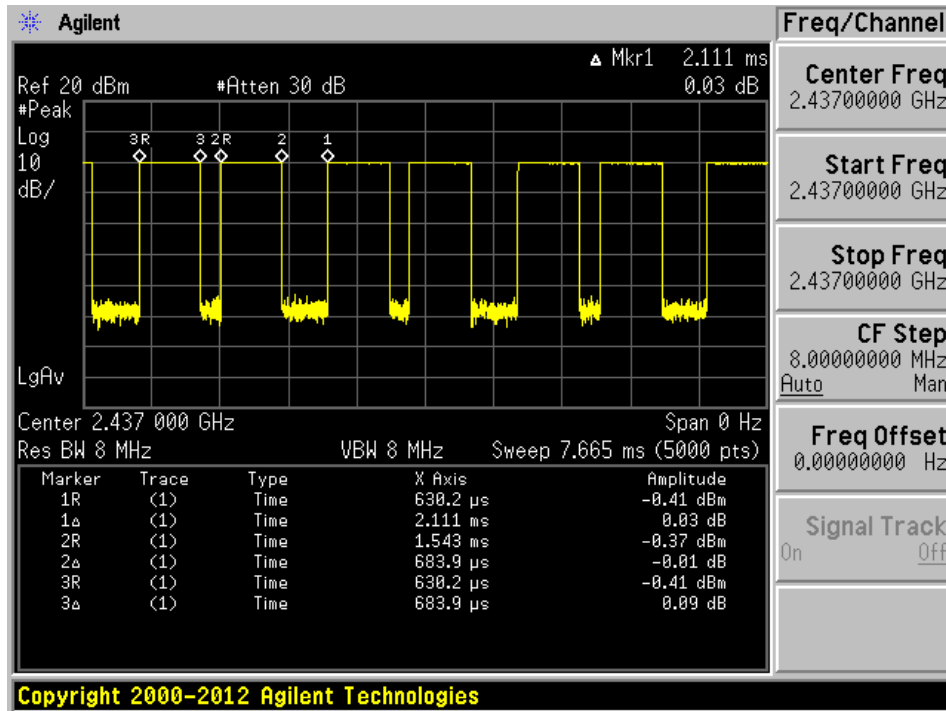 Agilent
Freq/Channel
▵ Mkr1 2.111 ms
Ref 20 dBm #Atten 30 dB 0.03 dB
#Peak
Log
10
dB/
3R 3 2R 2 1
LgAv
Center 2.437 000 GHz Span 0 Hz
Res BW 8 MHz VBW 8 MHz Sweep 7.665 ms (5000 pts)
Marker Trace Type X Axis Amplitude
1R (1) Time 630.2 µs -0.41 dBm
1▵ (1) Time 2.111 ms 0.03 dB
2R (1) Time 1.543 ms -0.37 dBm
2▵ (1) Time 683.9 µs -0.01 dB
3R (1) Time 630.2 µs -0.41 dBm
3▵ (1) Time 683.9 µs 0.09 dB
Center Freq
2.43700000 GHz
Start Freq
2.43700000 GHz
Stop Freq
2.43700000 GHz
CF Step
8.00000000 MHz
Auto Man
Freq Offset
0.00000000 Hz
Signal Track
On Off
Copyright 2000-2012 Agilent Technologies